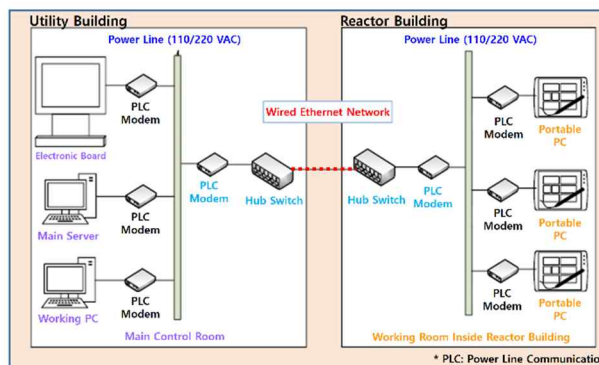 Utility Building
Power Line (110/220 VAC)
PLC
Modem
Electronic Board
PLC
Modem
Main Server
PLC
Modem
Working PC
PLC
Modem
Hub Switch
Main Control Room
Wired Ethernet Network
Reactor Building
Power Line (110/220 VAC)
Hub Switch
PLC
Modem
PLC
Modem
Portable
PC
PLC
Modem
Portable
PC
PLC
Modem
Portable
PC
Working Room Inside Reactor Building
* PLC: Power Line Communicatio